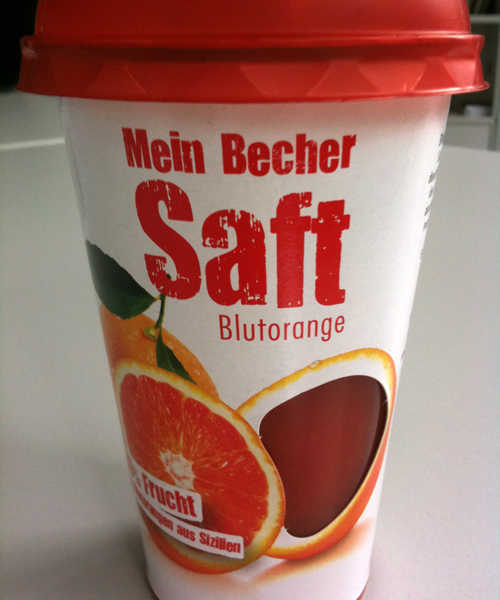 Mein Becher
Saft
Blutorange
% Frucht
aus Sizilien